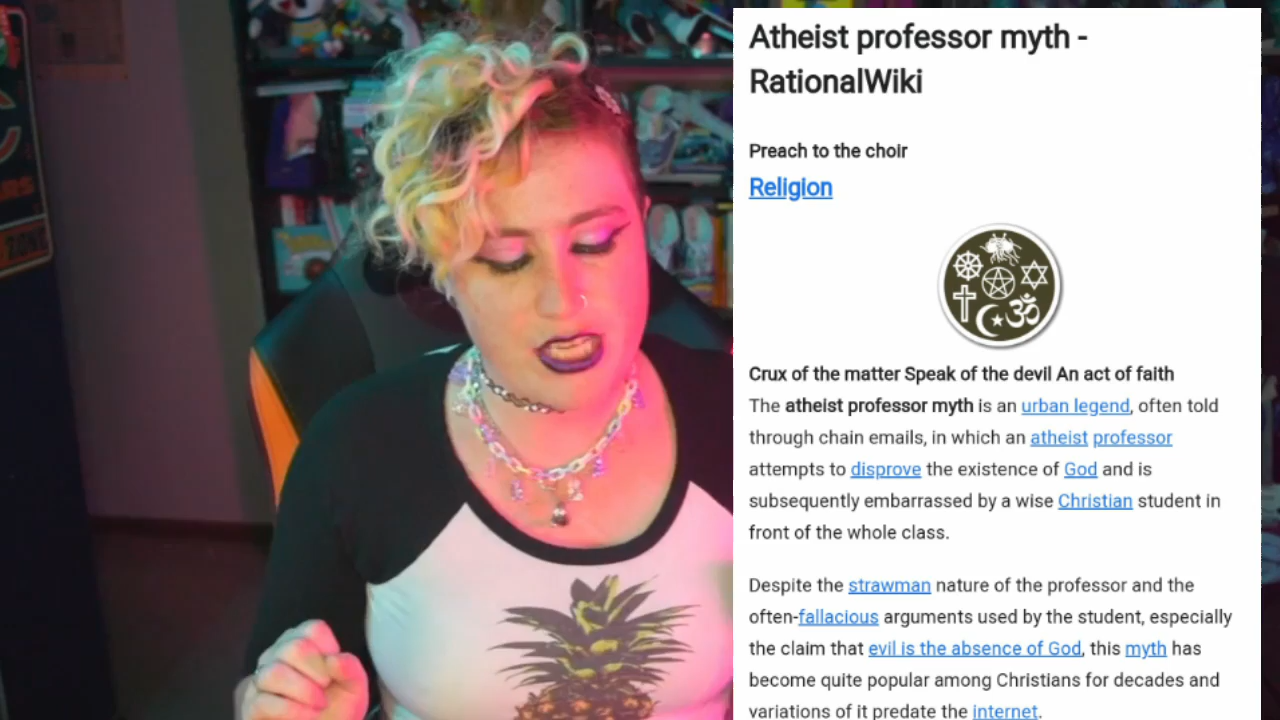 Atheist professor myth -
RationalWiki
Preach to the choir
Religion
Crux of the matter Speak of the devil An act of faith
The atheist professor myth is an urban legend, often told
through chain emails, in which an atheist professor
attempts to disprove the existence of God and is
subsequently embarrassed by a wise Christian student in
front of the whole class.
Despite the strawman nature of the professor and the
often-fallacious arguments used by the student, especially
the claim that evil is the absence of God, this myth has
become quite popular among Christians for decades and
variations of it predate the internet.
ZONE